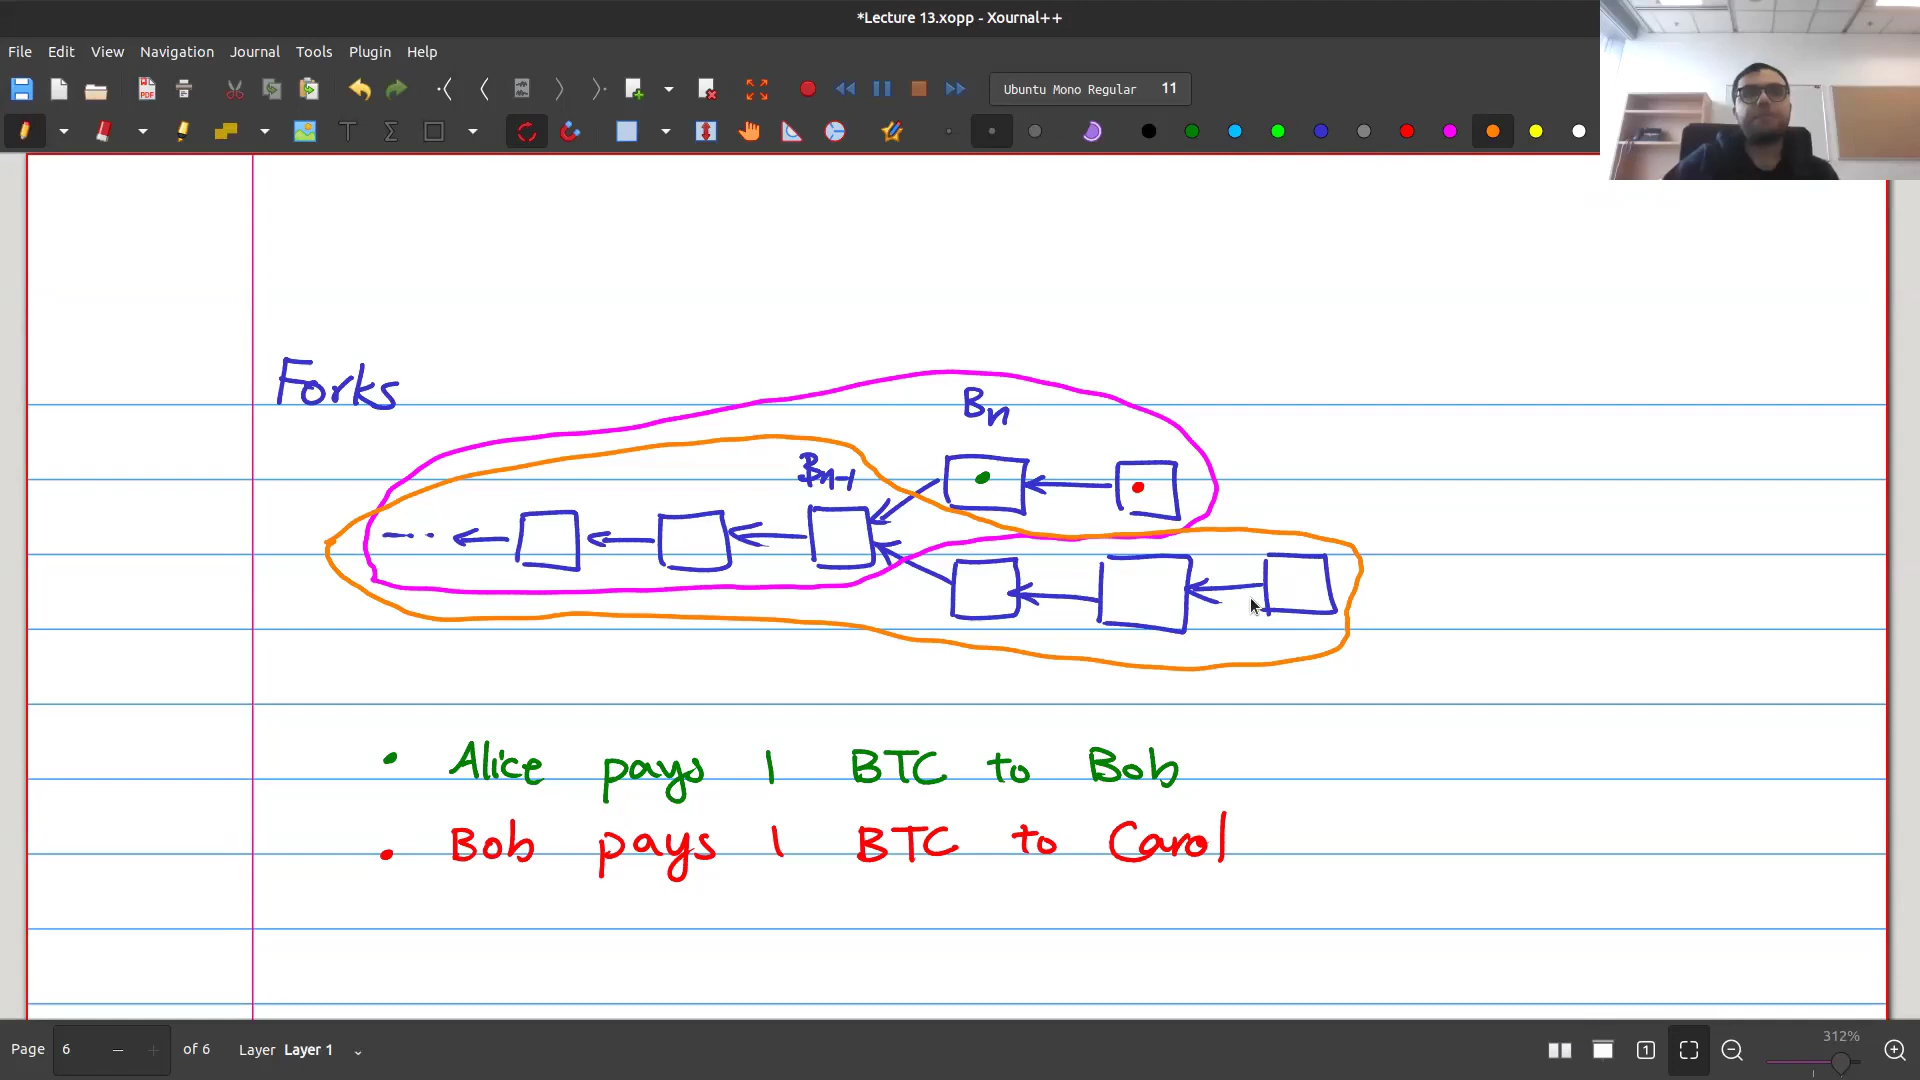 *Lecture 13.xopp - Xournal++
File Edit View Navigation Journal Tools Plugin Help
PDF
Ubuntu Mono Regular 11
Forks
Bn
Bn-1
• Alice pays 1 BTC to Bob
• Bob pays 1 BTC to Carol
Page 6 of 6 Layer Layer 1
1
312%